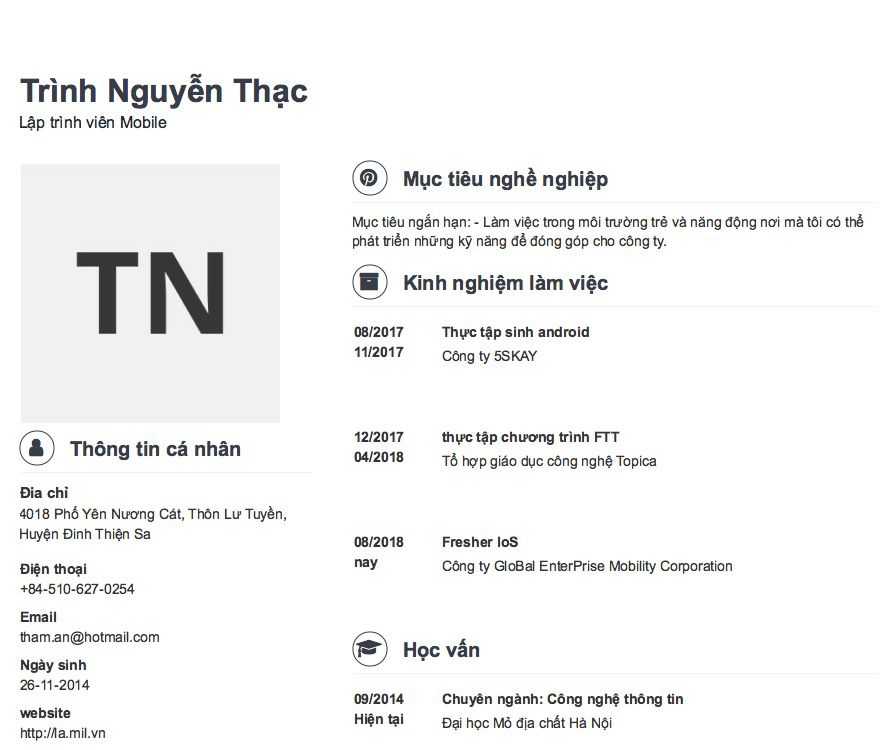 Trình Nguyễn Thạc
Lập trình viên Mobile
TN
Thông tin cá nhân
Đia chỉ
4018 Phố Yên Nương Cát, Thôn Lư Tuyền,
Huyện Đinh Thiện Sa
Điện thoại
+84-510-627-0254
Email
tham.an@hotmail.com
Ngày sinh
26-11-2014
website
http://la.mil.vn
Mục tiêu nghề nghiệp
Mục tiêu ngắn hạn: - Làm việc trong môi trường trẻ và năng động nơi mà tôi có thể
phát triển những kỹ năng để đóng góp cho công ty.
Kinh nghiệm làm việc
08/2017 Thực tập sinh android
11/2017 Công ty 5SKAY
12/2017 thực tập chương trình FTT
04/2018 Tổ hợp giáo dục công nghệ Topica
08/2018 Fresher IoS
nay Công ty GloBal EnterPrise Mobility Corporation
Học vấn
09/2014 Chuyên ngành: Công nghệ thông tin
Hiện tại Đại học Mỏ địa chất Hà Nội